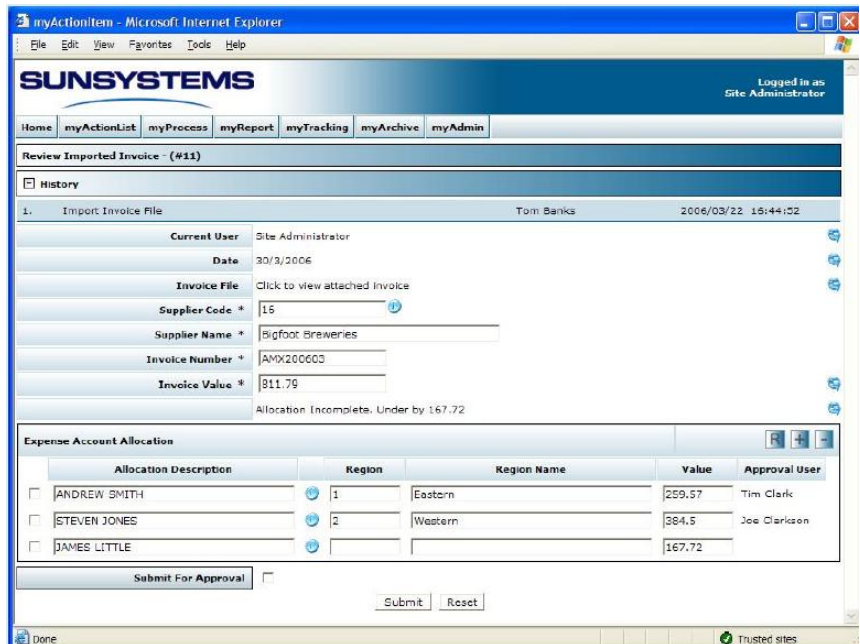 myActionItem - Microsoft Internet Explorer
File Edit View Favorites Tools Help
SUNSYSTEMS
Logged in as
Site Administrator
Home myActionList myProcess myReport myTracking myArchive myAdmin
Review Imported Invoice - (#11)
History
1. Import Invoice File Tom Banks 2006/03/22 16:44:52
Current User Site Administrator
Date 30/3/2006
Invoice File Click to view attached invoice
Supplier Code * 16
Supplier Name * Bigfoot Breweries
Invoice Number * AMX200603
Invoice Value * 811.79
Allocation Incomplete. Under by 167.72
Expense Account Allocation R + -
Allocation Description Region Region Name Value Approval User
ANDREW SMITH 1 Eastern 259.57 Tim Clark
STEVEN JONES 2 Western 384.5 Joe Clarkson
JAMES LITTLE 167.72
Submit For Approval
Submit Reset
Done Trusted sites